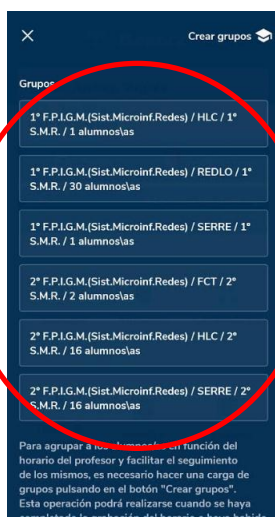 Crear grupos
Grupos
1º F.P.I.G.M.(Sist.Microinf.Redes) / HLC / 1º
S.M.R. / 1 alumnos\as
1º F.P.I.G.M.(Sist.Microinf.Redes) / REDLO / 1º
S.M.R. / 30 alumnos\as
1º F.P.I.G.M.(Sist.Microinf.Redes) / SERRE / 1º
S.M.R. / 1 alumnos\as
2º F.P.I.G.M.(Sist.Microinf.Redes) / FCT / 2º
S.M.R. / 2 alumnos\as
2º F.P.I.G.M.(Sist.Microinf.Redes) / HLC / 2º
S.M.R. / 16 alumnos\as
2º F.P.I.G.M.(Sist.Microinf.Redes) / SERRE / 2º
S.M.R. / 16 alumnos\as
Para agrupar a los en función del
horario del profesor y facilitar el seguimiento
de los mismos, es necesario hacer una carga de
grupos pulsando en el botón "Crear grupos".
Esta operación podrá realizarse cuando se haya